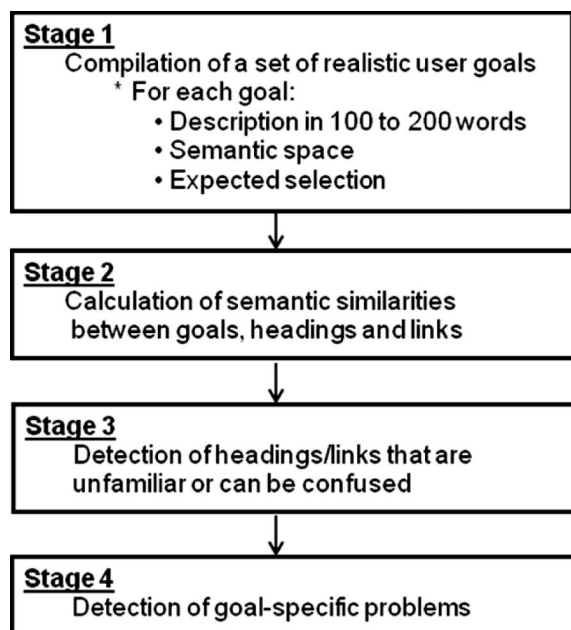 Stage 1
Compilation of a set of realistic user goals
* For each goal:
• Description in 100 to 200 words
• Semantic space
• Expected selection
Stage 2
Calculation of semantic similarities
between goals, headings and links
Stage 3
Detection of headings/links that are
unfamiliar or can be confused
Stage 4
Detection of goal-specific problems